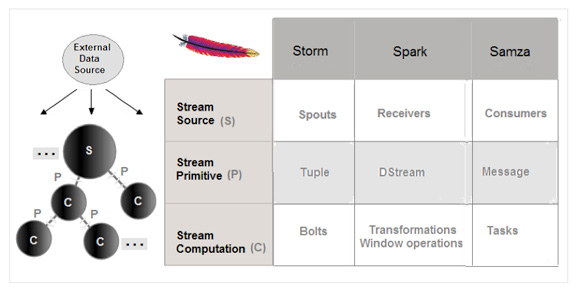 External
Data
Source
...
S
P
P
C
C
P
P
C
C
...
Storm
Spark
Samza
Stream
Source (S)
Spouts
Receivers
Consumers
Stream
Primitive (P)
Tuple
DStream
Message
Stream
Computation (C)
Bolts
Transformations
Window operations
Tasks